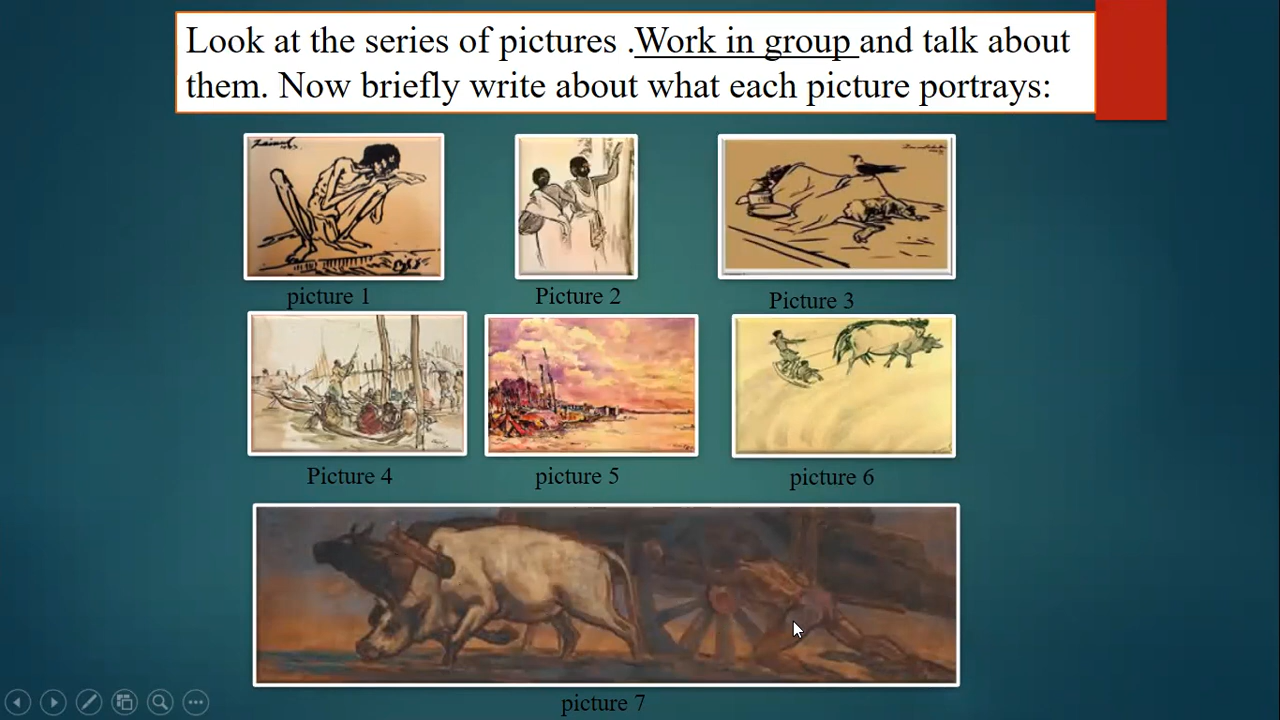 Look at the series of pictures .Work in group and talk about
them. Now briefly write about what each picture portrays:
picture 1
Picture 2
Picture 3
Picture 4
picture 5
picture 6
picture 7